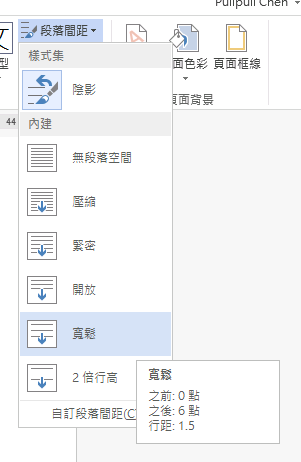 Pulipuli Chen
段落間距
樣式集
陰影
內建
無段落空間
壓縮
緊密
開放
寬鬆
2 倍行高
自訂段落間距(C)
寬鬆
之前: 0 點
之後: 6 點
行距: 1.5
型
面色彩
頁面框線
頁面背景
44